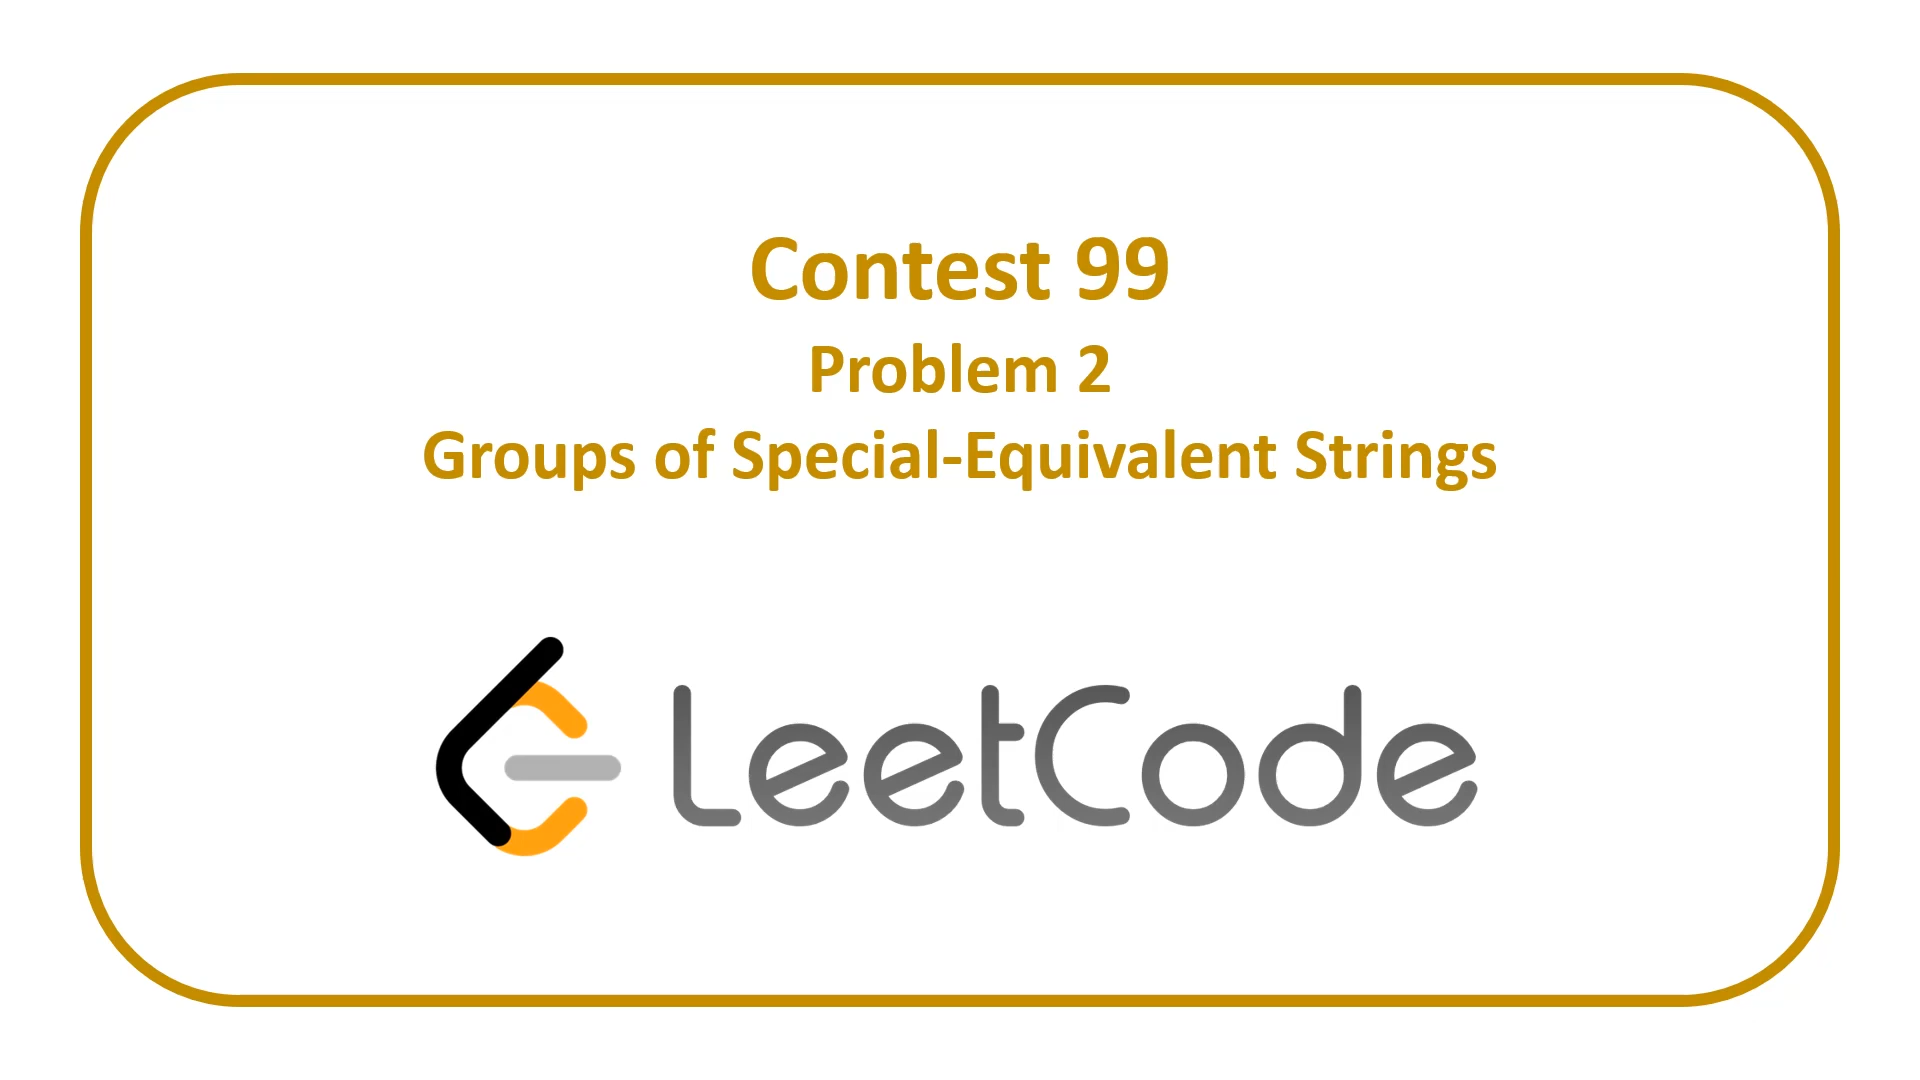 Contest 99
Problem 2
Groups of Special-Equivalent Strings
LeetCode